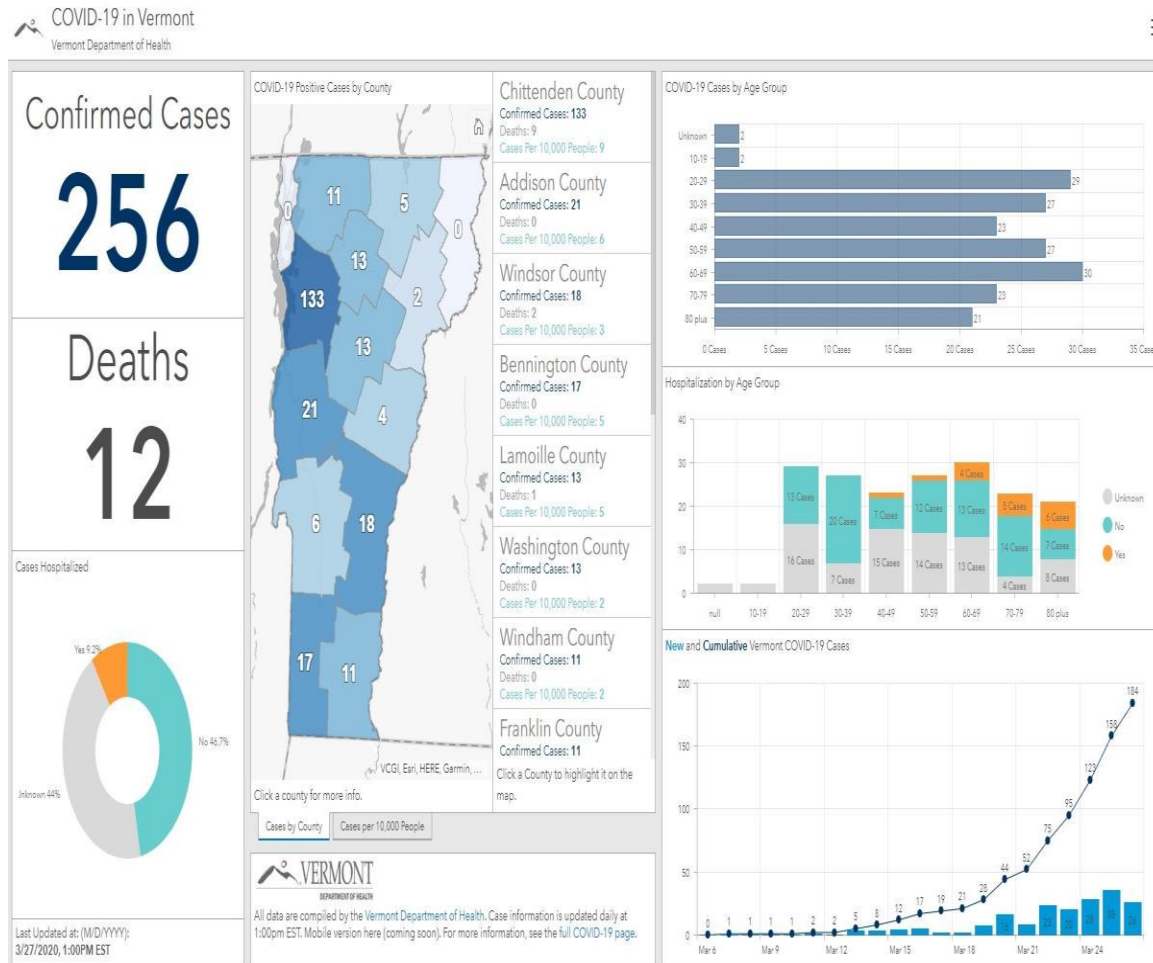 COVID-19 in Vermont
Vermont Department of Health
Confirmed Cases
256
Deaths
12
Cases Hospitalized
Yes 9.2%
No 46.7%
Unknown 44%
Last Updated at: (M/D/YYYY):
3/27/2020, 1:00PM EST
COVID-19 Positive Cases by County
0
11
5
0
13
2
133
13
21
4
6
18
17
11
VCGI, Esri, HERE, Garmin, ...
Click a county for more info.
Cases by County
Cases per 10,000 People
Chittenden County
Confirmed Cases: 133
Deaths: 9
Cases Per 10,000 People: 9
Addison County
Confirmed Cases: 21
Deaths: 0
Cases Per 10,000 People: 6
Windsor County
Confirmed Cases: 18
Deaths: 2
Cases Per 10,000 People: 3
Bennington County
Confirmed Cases: 17
Deaths: 0
Cases Per 10,000 People: 5
Lamoille County
Confirmed Cases: 13
Deaths: 1
Cases Per 10,000 People: 5
Washington County
Confirmed Cases: 13
Deaths: 0
Cases Per 10,000 People: 2
Windham County
Confirmed Cases: 11
Deaths: 0
Cases Per 10,000 People: 2
Franklin County
Confirmed Cases: 11
Click a County to highlight it on the
map.
VERMONT
DEPARTMENT OF HEALTH
All data are compiled by the Vermont Department of Health. Case information is updated daily at
1:00pm EST. Mobile version here (coming soon). For more information, see the full COVID-19 page.
COVID-19 Cases by Age Group
Unknown 2
10-19 2
20-29 29
30-39 27
40-49 23
50-59 27
60-69 30
70-79 23
80 plus 21
0 Cases 5 Cases 10 Cases 15 Cases 20 Cases 25 Cases 30 Cases 35 Cases
Hospitalization by Age Group
40
30
20
10
0
13 Cases
16 Cases
20 Cases
7 Cases
7 Cases
15 Cases
12 Cases
14 Cases
4 Cases
13 Cases
13 Cases
5 Cases
14 Cases
4 Cases
6 Cases
7 Cases
8 Cases
null 10-19 20-29 30-39 40-49 50-59 60-69 70-79 80 plus
Unknown
No
Yes
New and Cumulative Vermont COVID-19 Cases
200
150
100
50
0
0 1 1 1 1 2 2 5 8 12 17 19 21 28 44 52 75 95 123 158 184
16 23 20 28 35 26
Mar 6 Mar 9 Mar 12 Mar 15 Mar 18 Mar 21 Mar 24